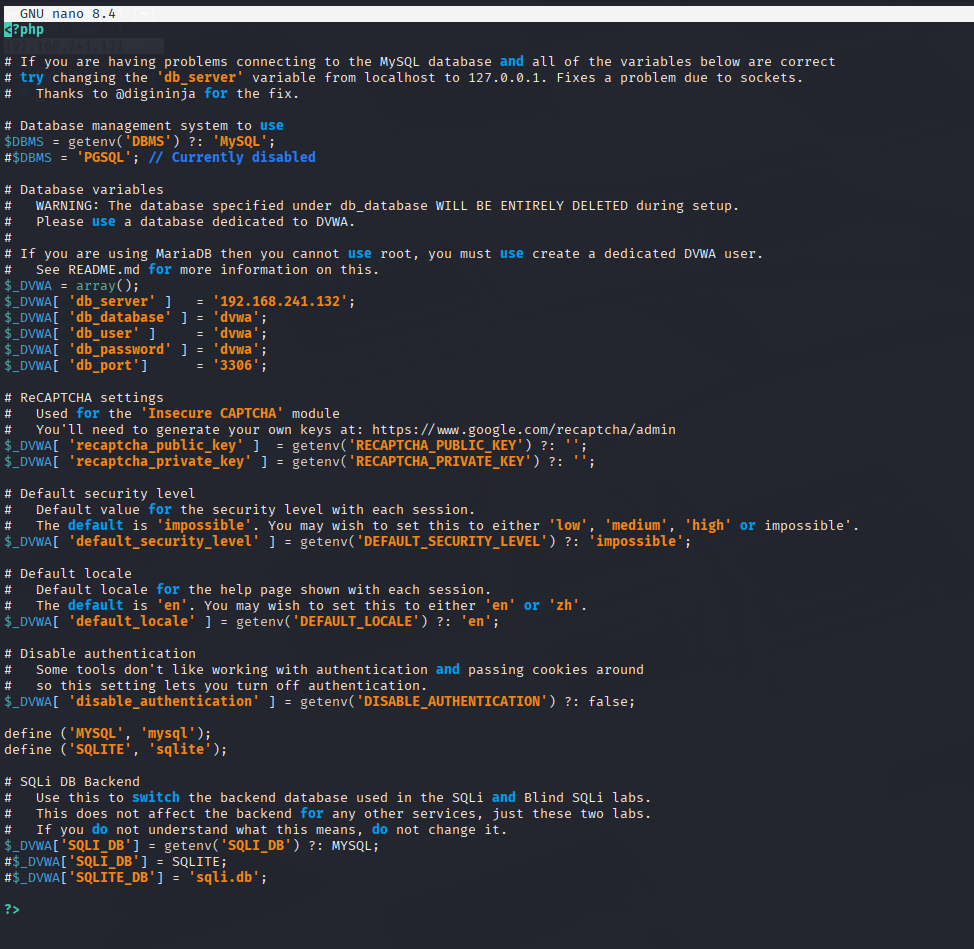 GNU nano 8.4
<?php
192.168.241.131
# If you are having problems connecting to the MySQL database and all of the variables below are correct
# try changing the 'db_server' variable from localhost to 127.0.0.1. Fixes a problem due to sockets.
#   Thanks to @digininja for the fix.
# Database management system to use
$DBMS = getenv('DBMS') ?: 'MySQL';
#$DBMS = 'PGSQL'; // Currently disabled
# Database variables
#   WARNING: The database specified under db_database WILL BE ENTIRELY DELETED during setup.
#   Please use a database dedicated to DVWA.
#
# If you are using MariaDB then you cannot use root, you must use create a dedicated DVWA user.
#   See README.md for more information on this.
$_DVWA = array();
$_DVWA[ 'db_server' ]   = '192.168.241.132';
$_DVWA[ 'db_database' ] = 'dvwa';
$_DVWA[ 'db_user' ]     = 'dvwa';
$_DVWA[ 'db_password' ] = 'dvwa';
$_DVWA[ 'db_port']      = '3306';
# ReCAPTCHA settings
#   Used for the 'Insecure CAPTCHA' module
#   You'll need to generate your own keys at: https://www.google.com/recaptcha/admin
$_DVWA[ 'recaptcha_public_key' ]  = getenv('RECAPTCHA_PUBLIC_KEY') ?: '';
$_DVWA[ 'recaptcha_private_key' ] = getenv('RECAPTCHA_PRIVATE_KEY') ?: '';
# Default security level
#   Default value for the security level with each session.
#   The default is 'impossible'. You may wish to set this to either 'low', 'medium', 'high' or impossible'.
$_DVWA[ 'default_security_level' ] = getenv('DEFAULT_SECURITY_LEVEL') ?: 'impossible';
# Default locale
#   Default locale for the help page shown with each session.
#   The default is 'en'. You may wish to set this to either 'en' or 'zh'.
$_DVWA[ 'default_locale' ] = getenv('DEFAULT_LOCALE') ?: 'en';
# Disable authentication
#   Some tools don't like working with authentication and passing cookies around
#   so this setting lets you turn off authentication.
$_DVWA[ 'disable_authentication' ] = getenv('DISABLE_AUTHENTICATION') ?: false;
define ('MYSQL', 'mysql');
define ('SQLITE', 'sqlite');
# SQLi DB Backend
#   Use this to switch the backend database used in the SQLi and Blind SQLi labs.
#   This does not affect the backend for any other services, just these two labs.
#   If you do not understand what this means, do not change it.
$_DVWA['SQLI_DB'] = getenv('SQLI_DB') ?: MYSQL;
#$_DVWA['SQLI_DB'] = SQLITE;
#$_DVWA['SQLITE_DB'] = 'sqli.db';
?>